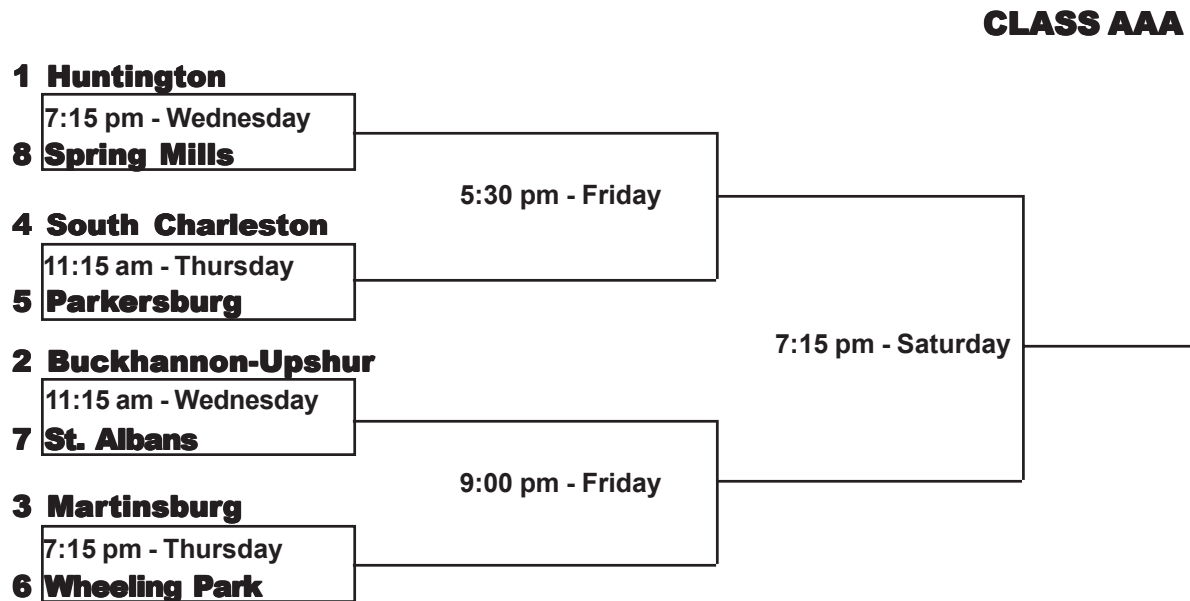 CLASS AAA
1 Huntington
7:15 pm - Wednesday
8 Spring Mills
5:30 pm - Friday
4 South Charleston
11:15 am - Thursday
5 Parkersburg
7:15 pm - Saturday
2 Buckhannon-Upshur
11:15 am - Wednesday
7 St. Albans
9:00 pm - Friday
3 Martinsburg
7:15 pm - Thursday
6 Wheeling Park